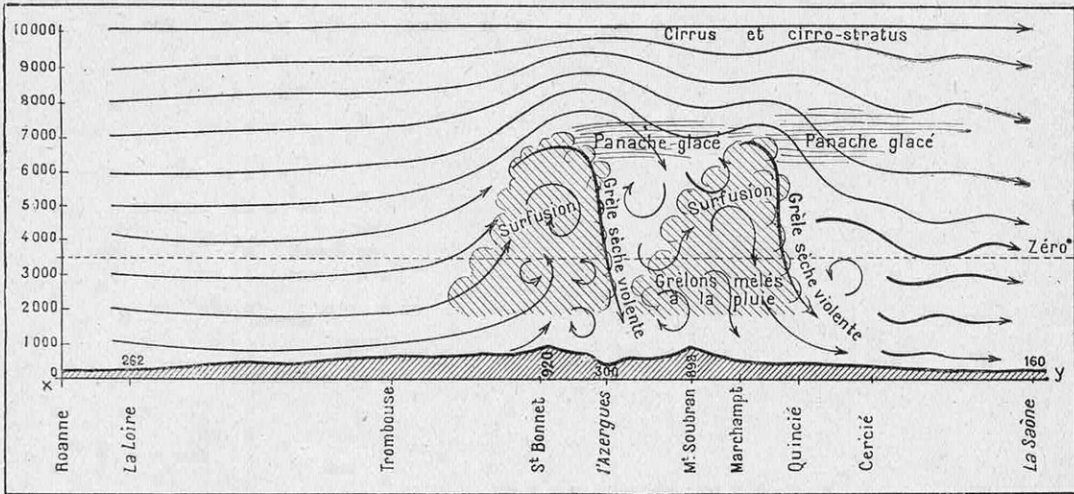 10000
9000
8000
7000
6000
5000
4000
3000
2000
1000
0
Cirrus et cirro-stratus
Panache-glacé
Panache glacé
Surfusion
Surfusion
Grêle sèche violente
Grêle sèche violente
Zéro°
Grêlons mêlés
à la pluie
262
920
300
898
160
x
y
Roanne
La Loire
Trombouse
St Bonnet
l'Azergues
Mt Soubran
Marchampt
Quincié
Cercié
La Saône